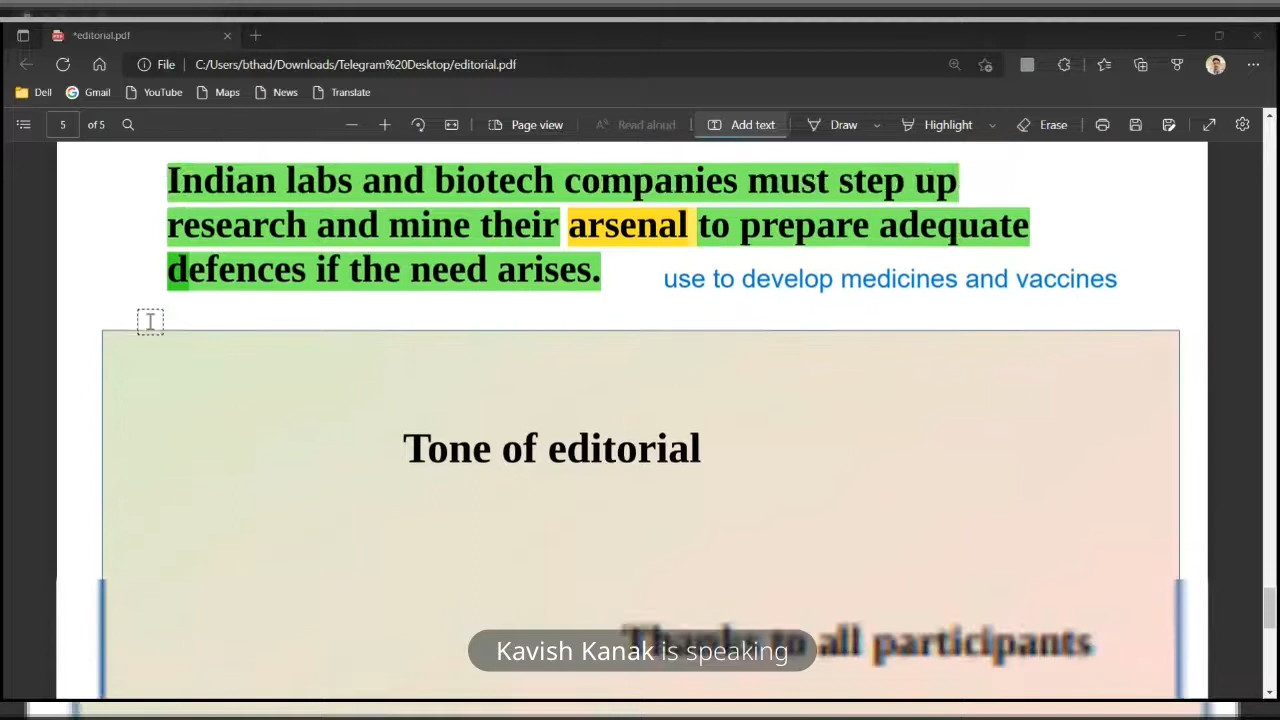 *editorial.pdf
File
C:/Users/bthad/Downloads/Telegram%20Desktop/editorial.pdf
Dell Gmail YouTube Maps News Translate
5 of 5 Page view Read aloud Add text Draw Highlight Erase
Indian labs and biotech companies must step up
research and mine their arsenal to prepare adequate
defences if the need arises.
use to develop medicines and vaccines
Tone of editorial
Thanks to all participants
Kavish Kanak is speaking